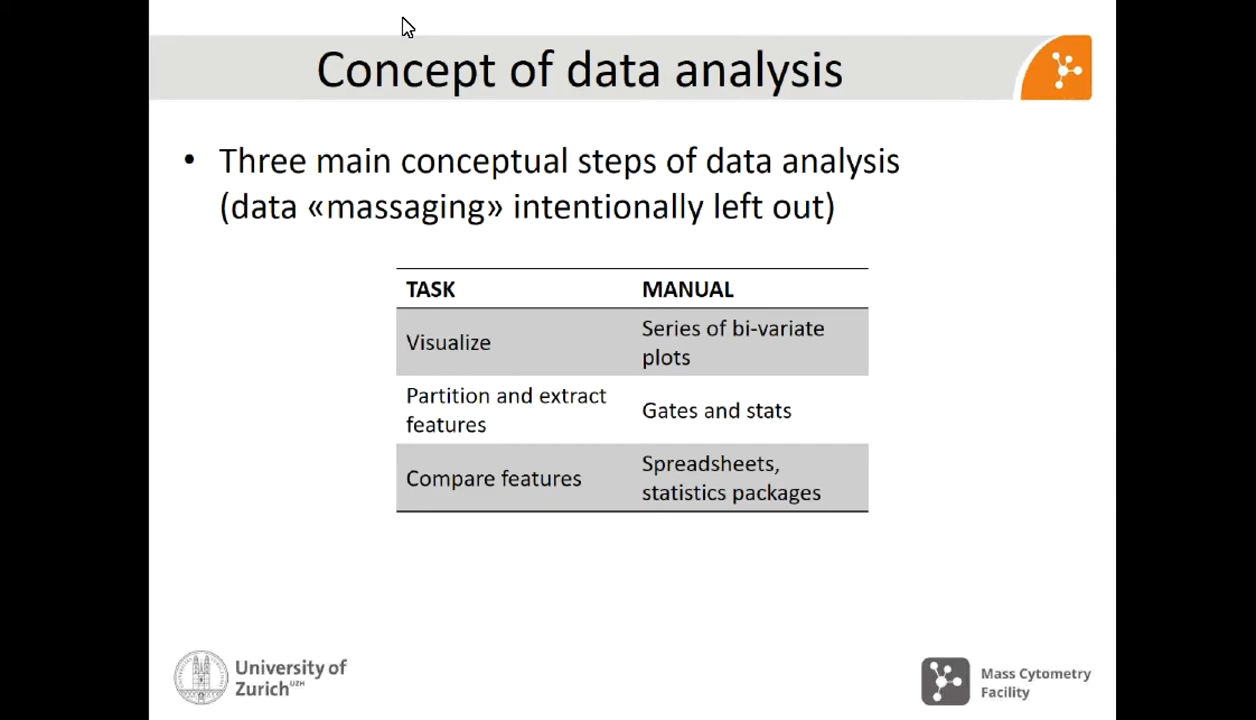 Concept of data analysis
• Three main conceptual steps of data analysis
(data «massaging» intentionally left out)
TASK MANUAL
Visualize Series of bi-variate
plots
Partition and extract
features Gates and stats
Compare features Spreadsheets,
statistics packages
University of
Zurich UZH
Mass Cytometry
Facility